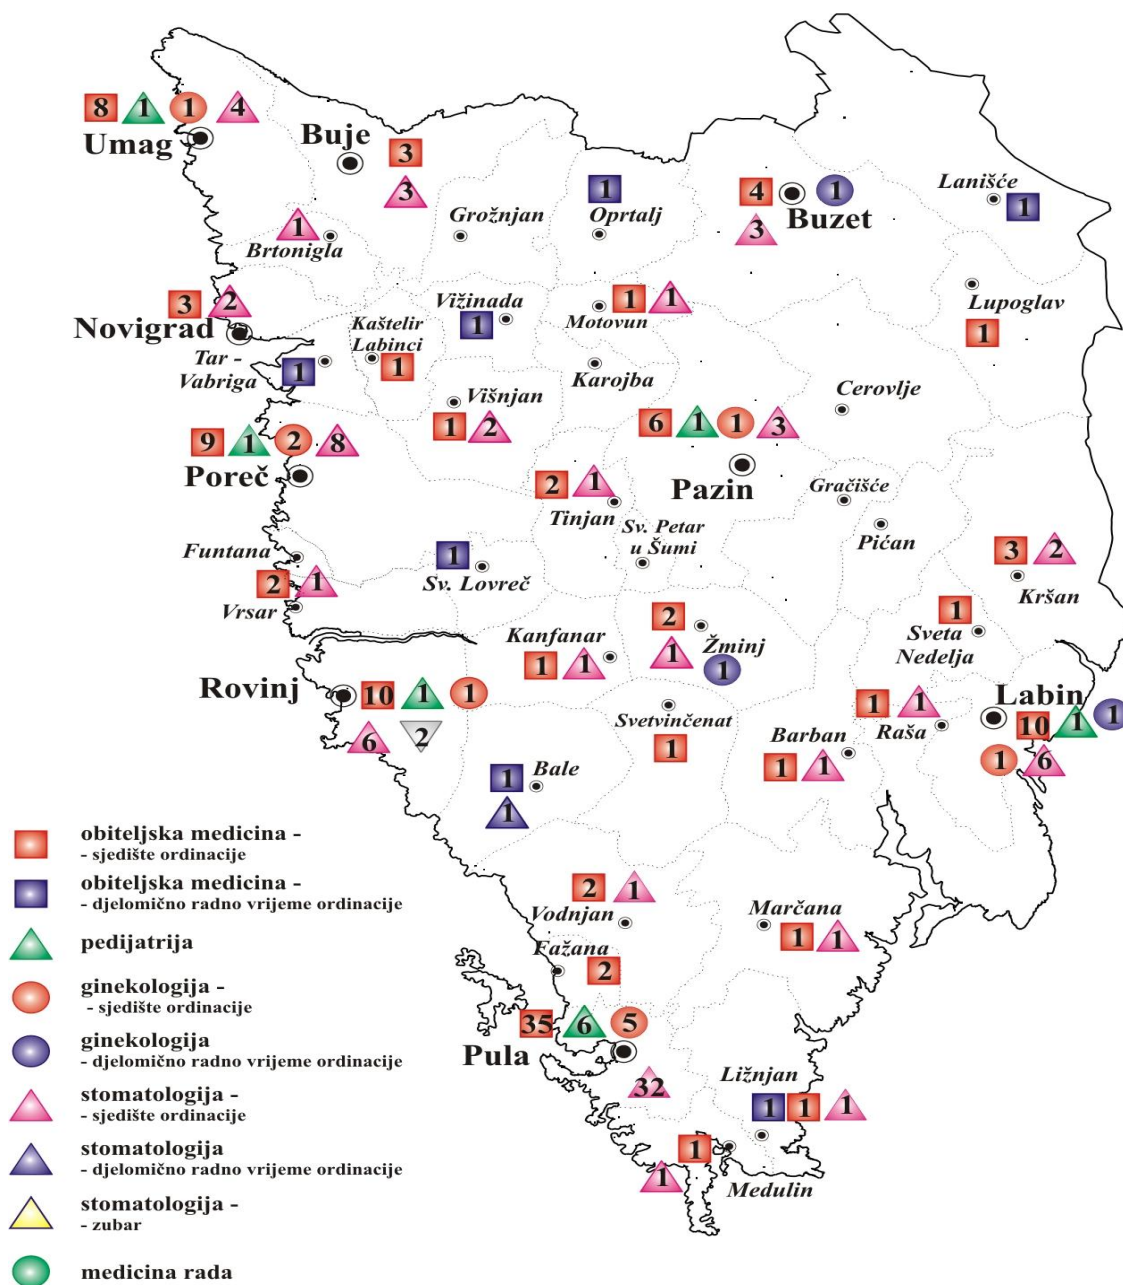 8 1 1 4
Umag
Buje
3
3
1
Oprtalj
4 1
Buzet
3
Lanišće
1
Grožnjan
1
Brtonigla
3 2
Novigrad
Vižinada
1
1 1
Motovun
Lupoglav
1
Kaštelir
Labinci
1
Tar -
Vabriga
1
Karojba
Višnjan
1 2
Cerovlje
9 1 2 8
Poreč
6 1 1 3
Pazin
2 1
Tinjan
Gračišće
Sv. Petar
u Šumi
Pićan
Funtana
1
Sv. Lovreč
3 2
Kršan
2 1
Vrsar
1
Sveta
Nedelja
2
Žminj
1 1
Kanfanar
1 1
Rovinj
10 1 1
6 2
Svetvinčenat
1
1 1
Raša
Labin
10 1 1
1 6
Barban
1 1
1 Bale
1
2 1
Vodnjan
Marčana
1 1
Fažana
2
35 6 5
Pula
32
Ližnjan
1 1 1
1
1
Medulin
obiteljska medicina -
- sjedište ordinacije
obiteljska medicina -
- djelomično radno vrijeme ordinacije
pedijatrija
ginekologija -
- sjedište ordinacije
ginekologija
- djelomično radno vrijeme ordinacije
stomatologija -
- sjedište ordinacije
stomatologija
- djelomično radno vrijeme ordinacije
stomatologija -
- zubar
medicina rada